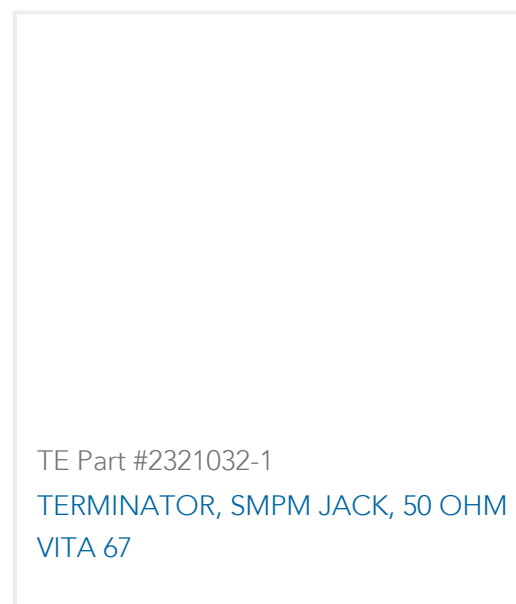 TE Part #2321032-1
TERMINATOR, SMPM JACK, 50 OHM
VITA 67